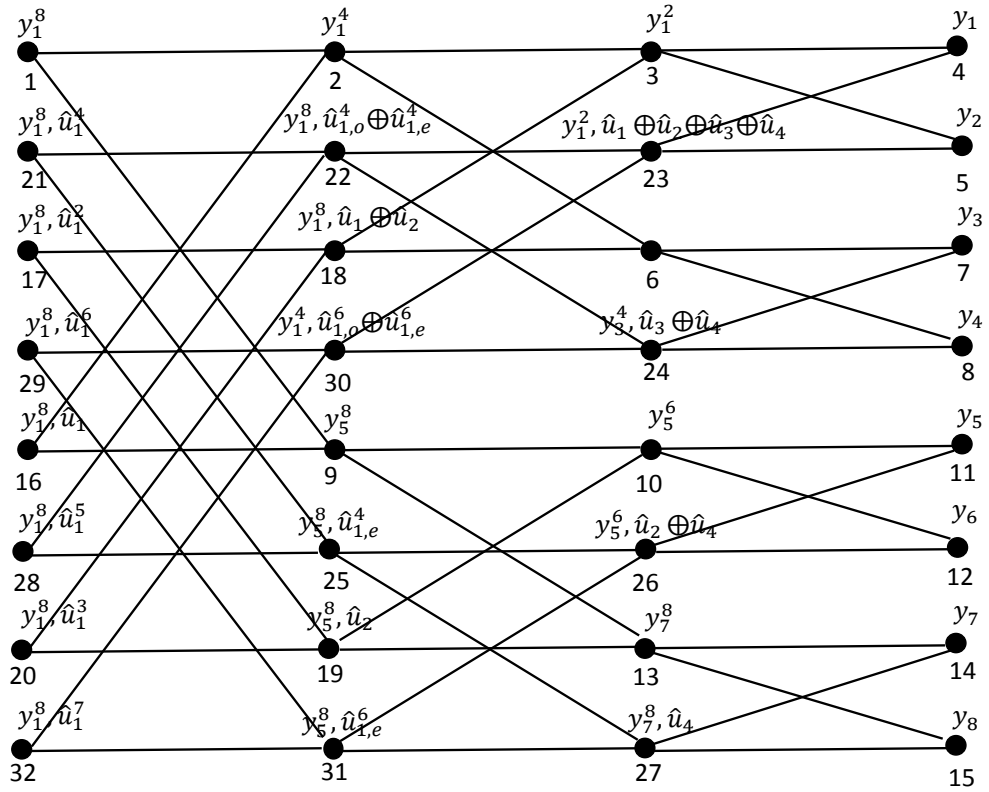 y_1^8 y_1^4 y_1^2 y_1
1 2 3 4
y_1^8, û_1^4 y_1^8, û_{1,o}^4⊕û_{1,e}^4 y_1^2, û_1 ⊕û_2⊕û_3⊕û_4 y_2
21 22 23 5
y_1^8, û_1^2 y_1^8, û_1 ⊕û_2 y_3
17 18 6 7
y_1^8, û_1^6 y_1^4, û_{1,o}^6⊕û_{1,e}^6 y_3^4, û_3 ⊕û_4 y_4
29 30 24 8
y_1^8, û_1 y_5^8 y_5^6 y_5
16 9 10 11
y_1^8, û_1^5 y_5^8, û_{1,e}^4 y_5^6, û_2 ⊕û_4 y_6
28 25 26 12
y_1^8, û_1^3 y_5^8, û_2 y_7^8 y_7
20 19 13 14
y_1^8, û_1^7 y_5^8, û_{1,e}^6 y_7^8, û_4 y_8
32 31 27 15